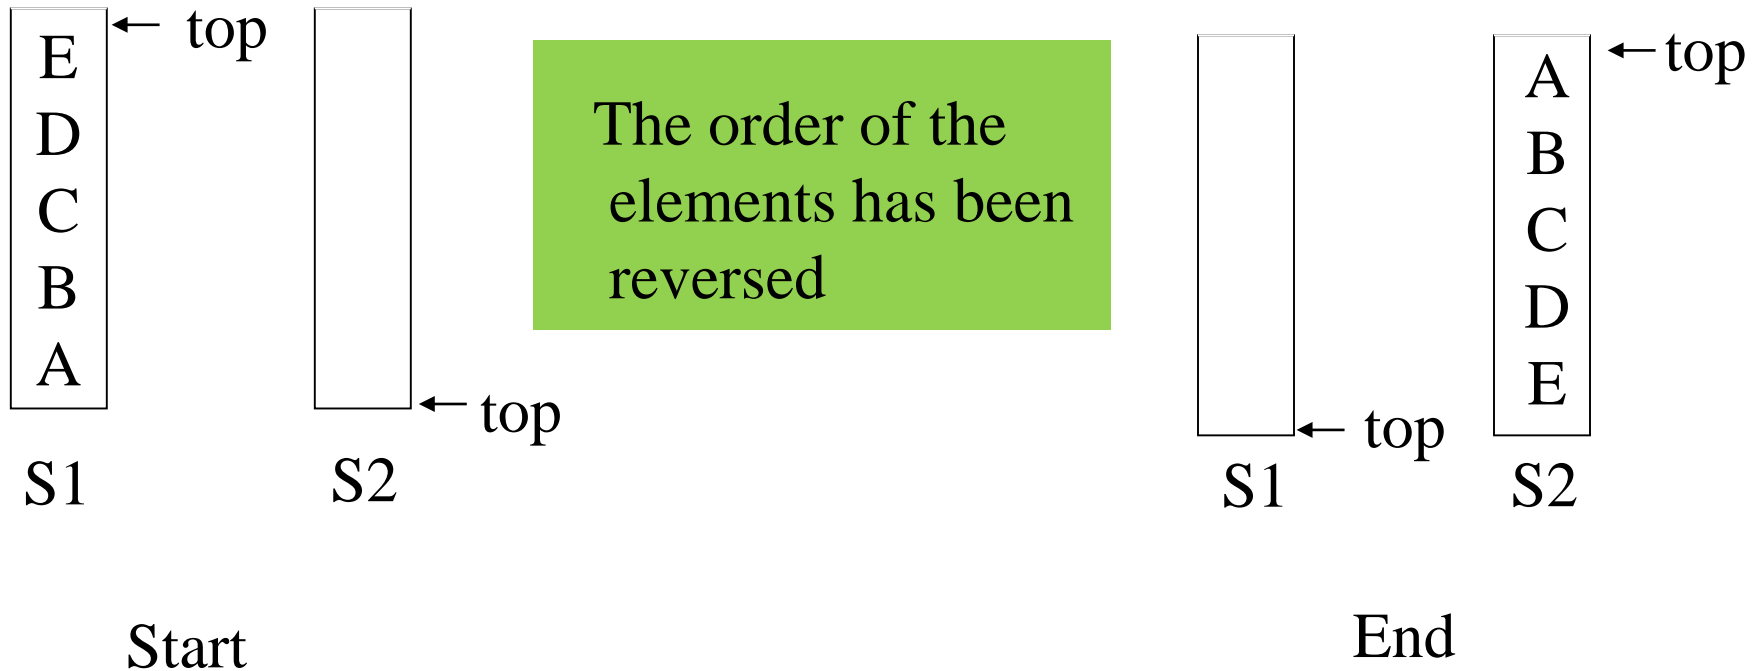 E
D
C
B
A
top
S1
top
S2
The order of the
elements has been
reversed
top
S1
A
B
C
D
E
top
S2
Start
End